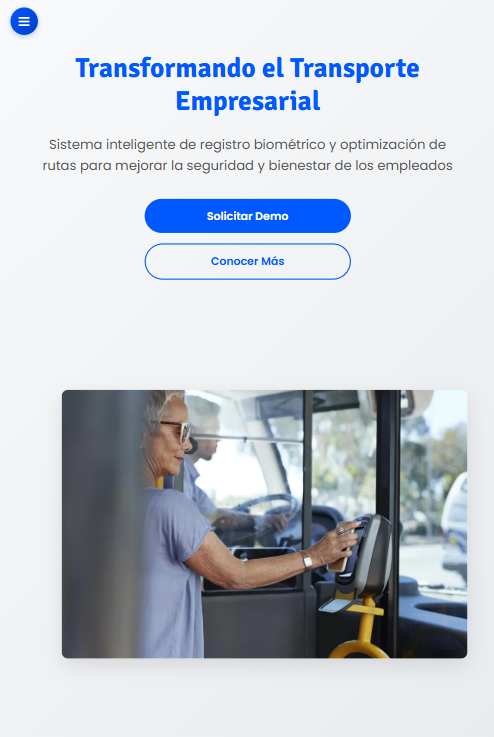 Transformando el Transporte
Empresarial
Sistema inteligente de registro biométrico y optimización de
rutas para mejorar la seguridad y bienestar de los empleados
Solicitar Demo
Conocer Más